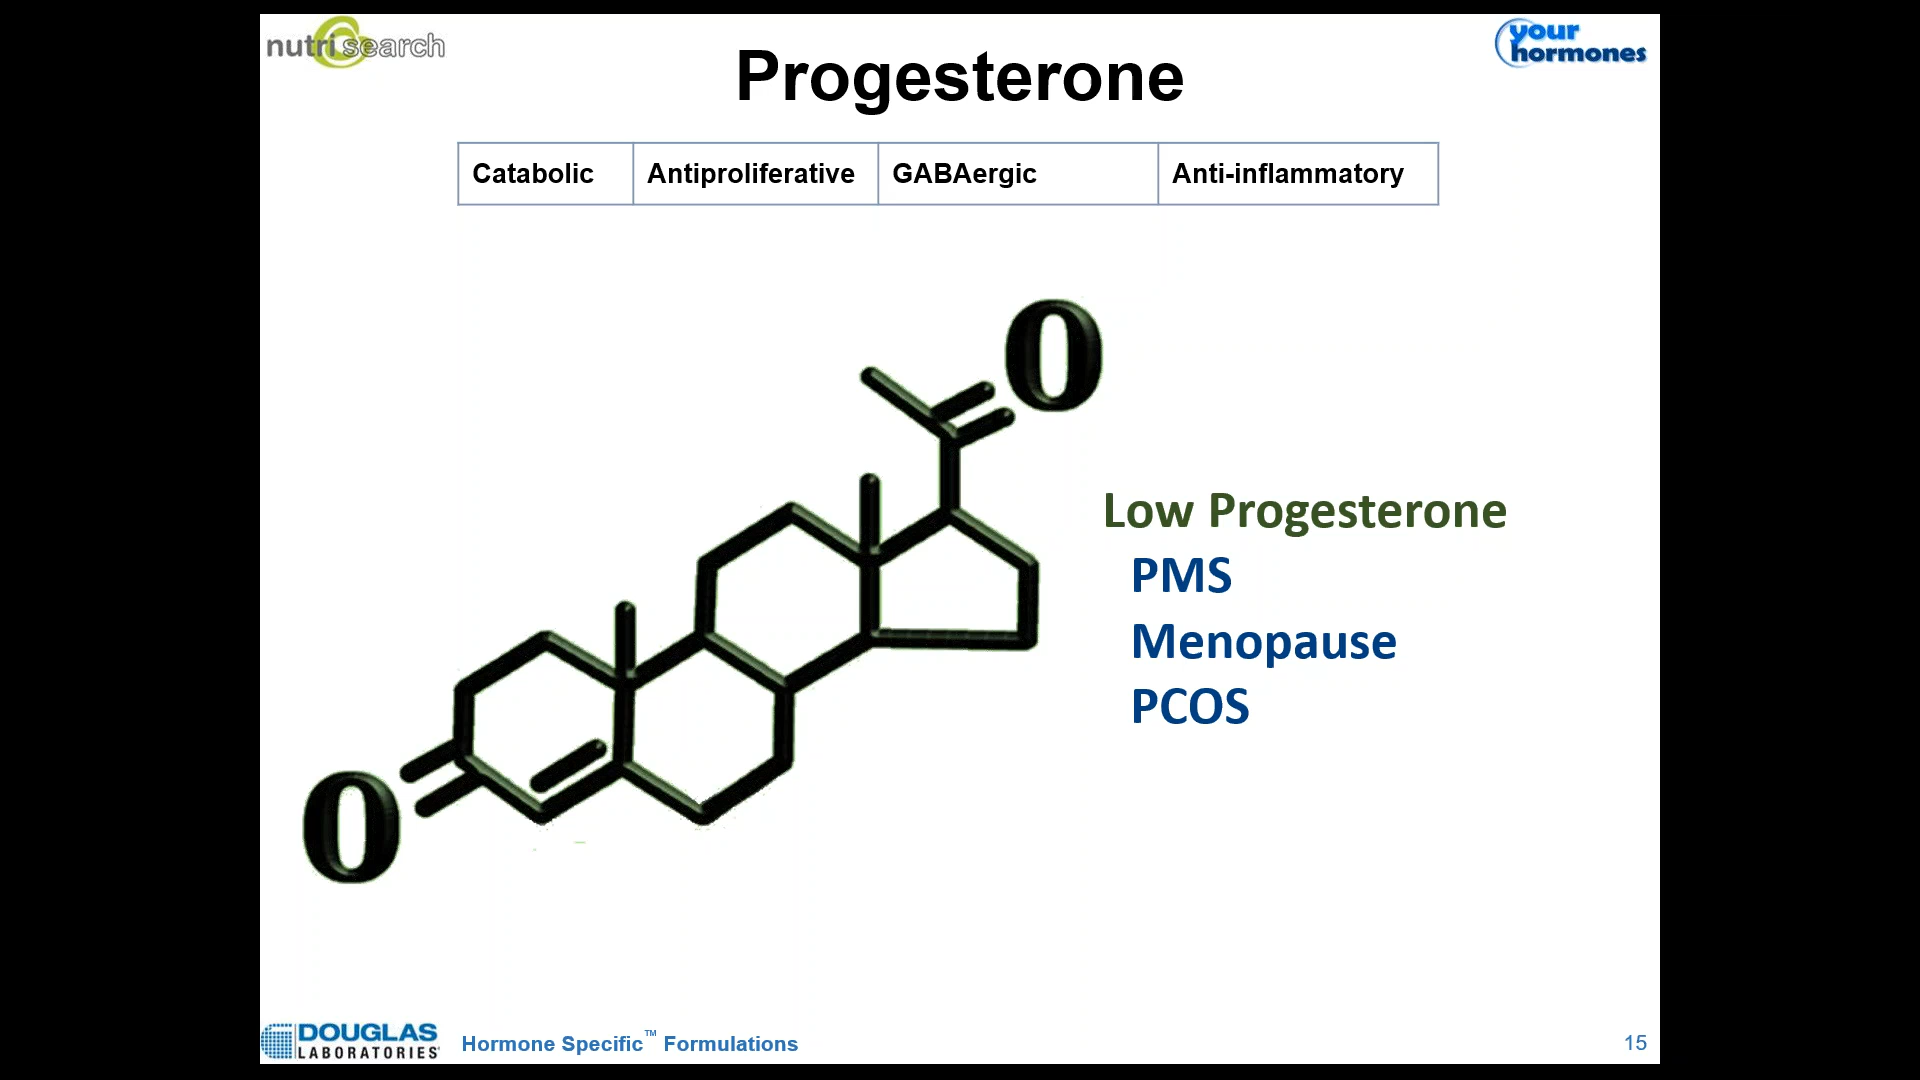 nutrisearch
your
hormones
Progesterone
Catabolic Antiproliferative GABAergic Anti-inflammatory
O
Low Progesterone
PMS
Menopause
PCOS
O
DOUGLAS
LABORATORIES
Hormone Specific™ Formulations
15